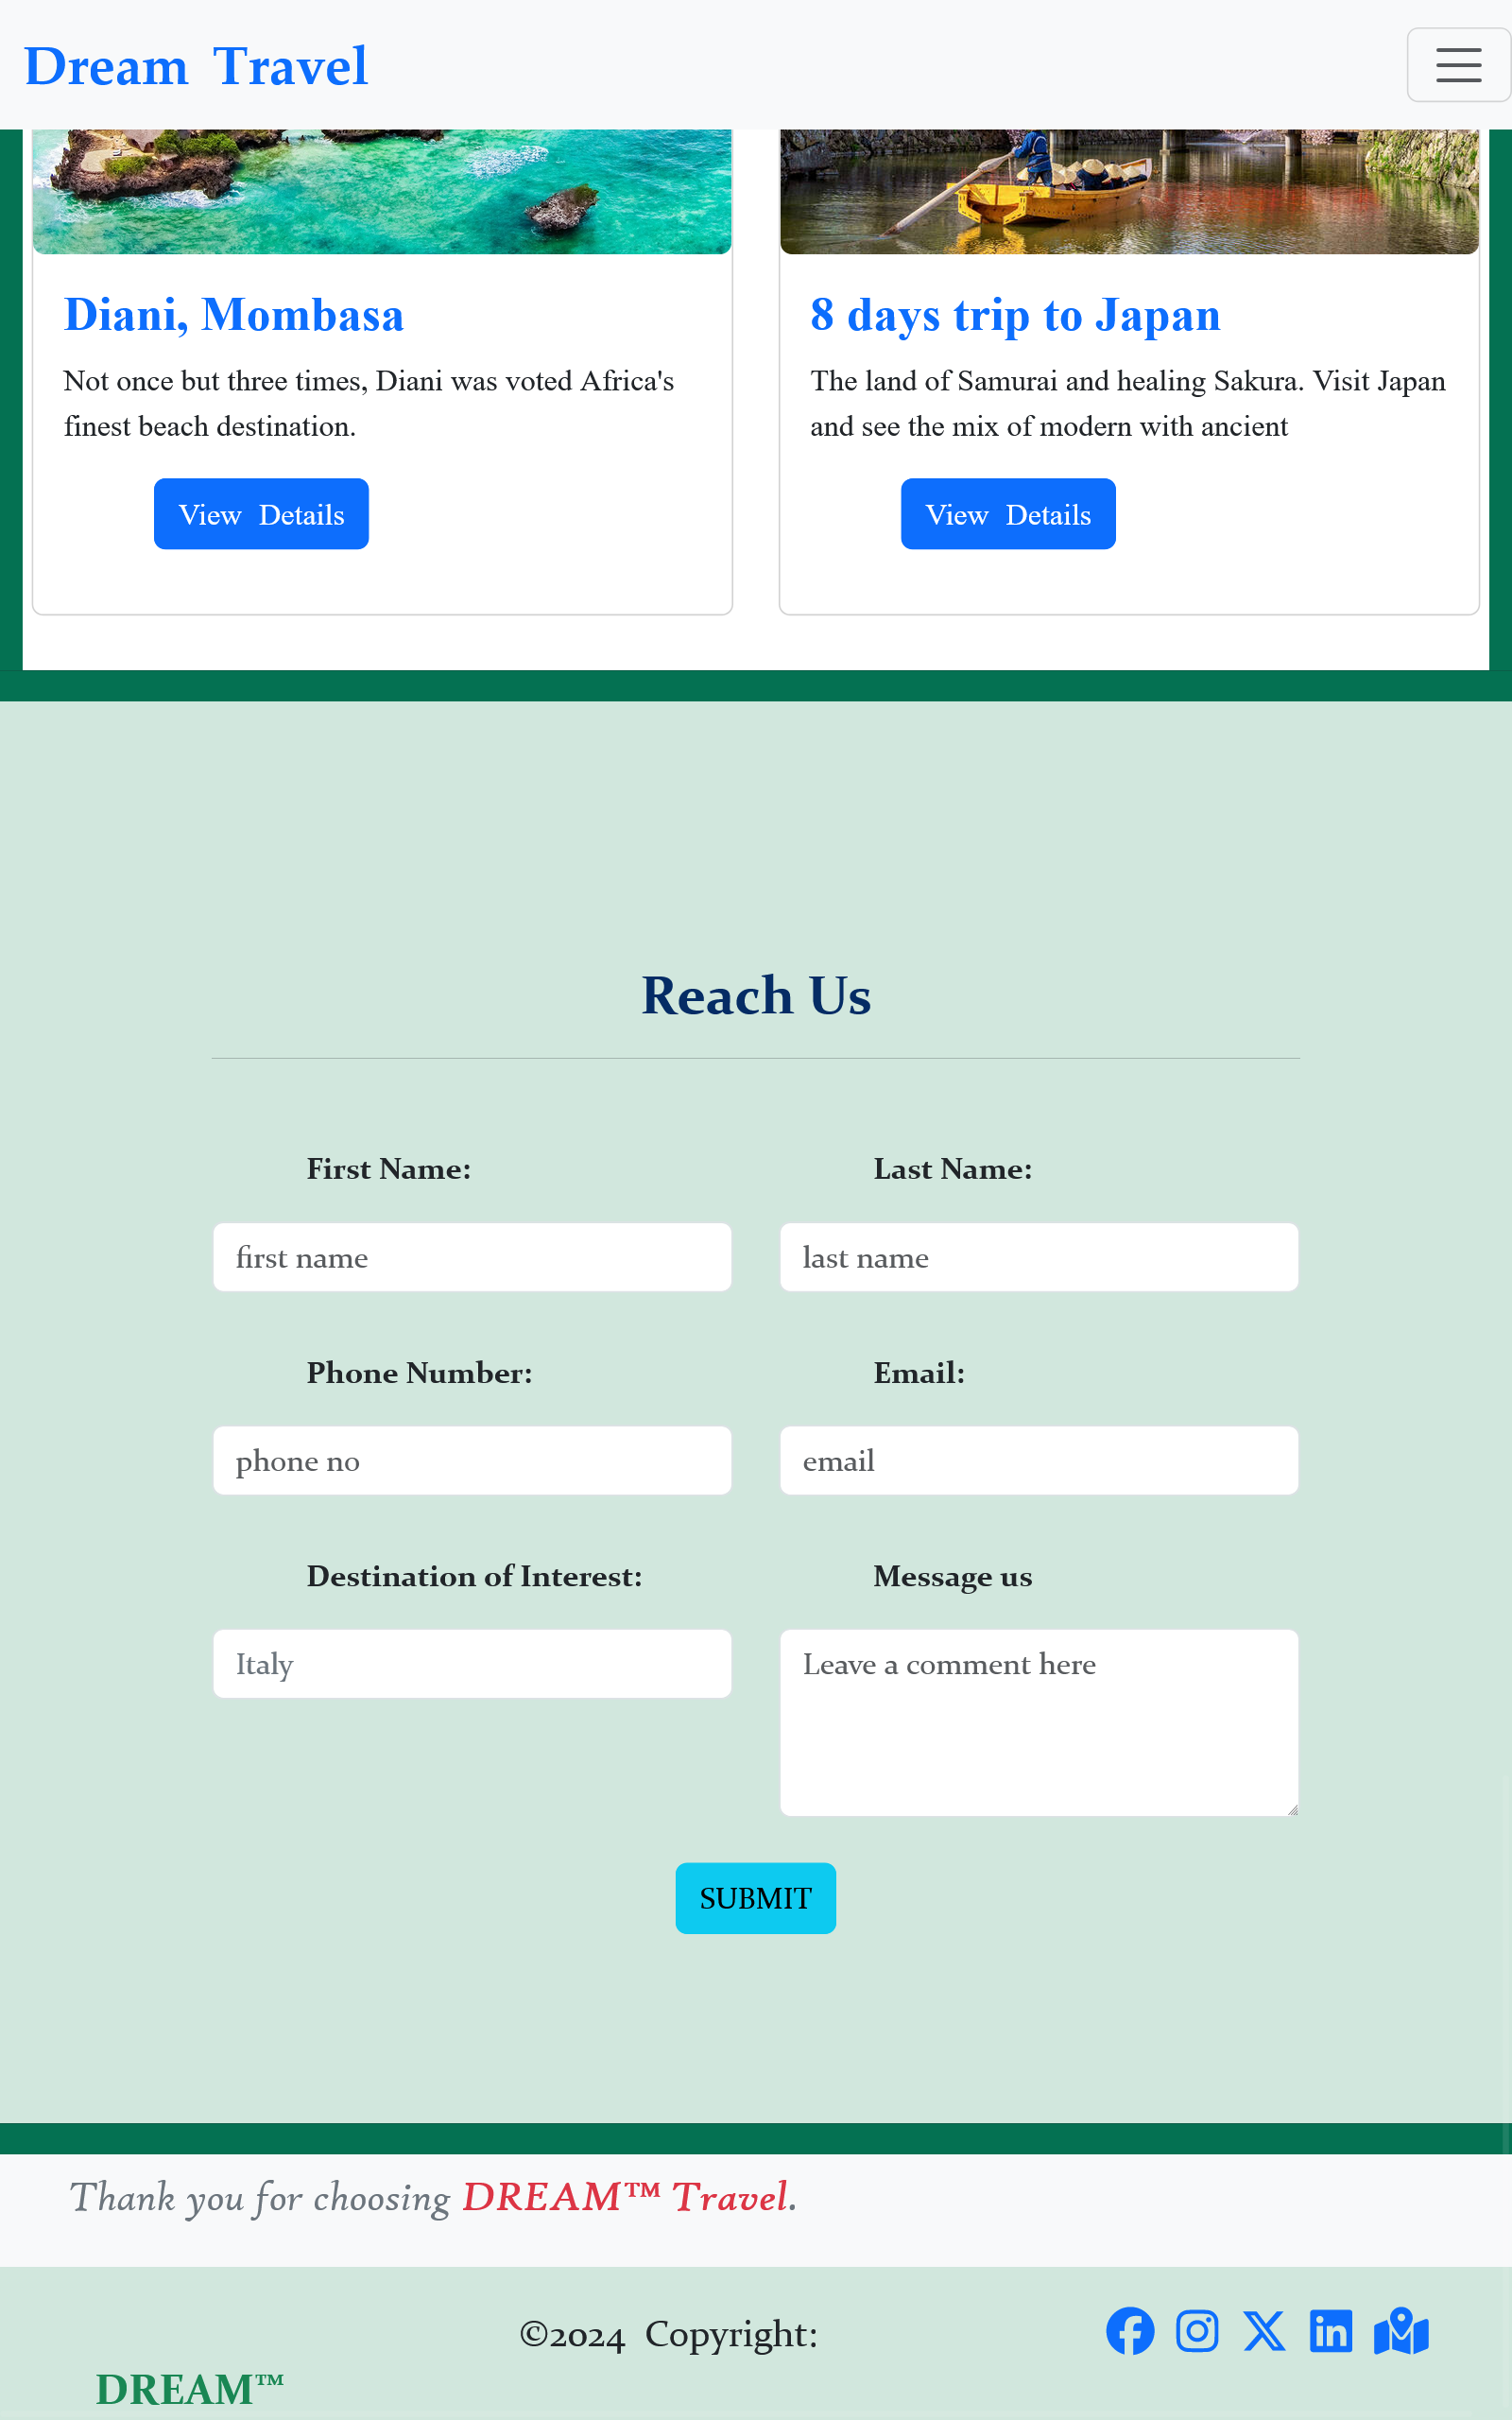 Dream Travel
Diani, Mombasa
Not once but three times, Diani was voted Africa's
finest beach destination.
View Details
8 days trip to Japan
The land of Samurai and healing Sakura. Visit Japan
and see the mix of modern with ancient
View Details
Reach Us
First Name:
Last Name:
first name
last name
Phone Number:
Email:
phone no
email
Destination of Interest:
Message us
Italy
Leave a comment here
SUBMIT
Thank you for choosing DREAM™ Travel.
©2024 Copyright:
DREAM™